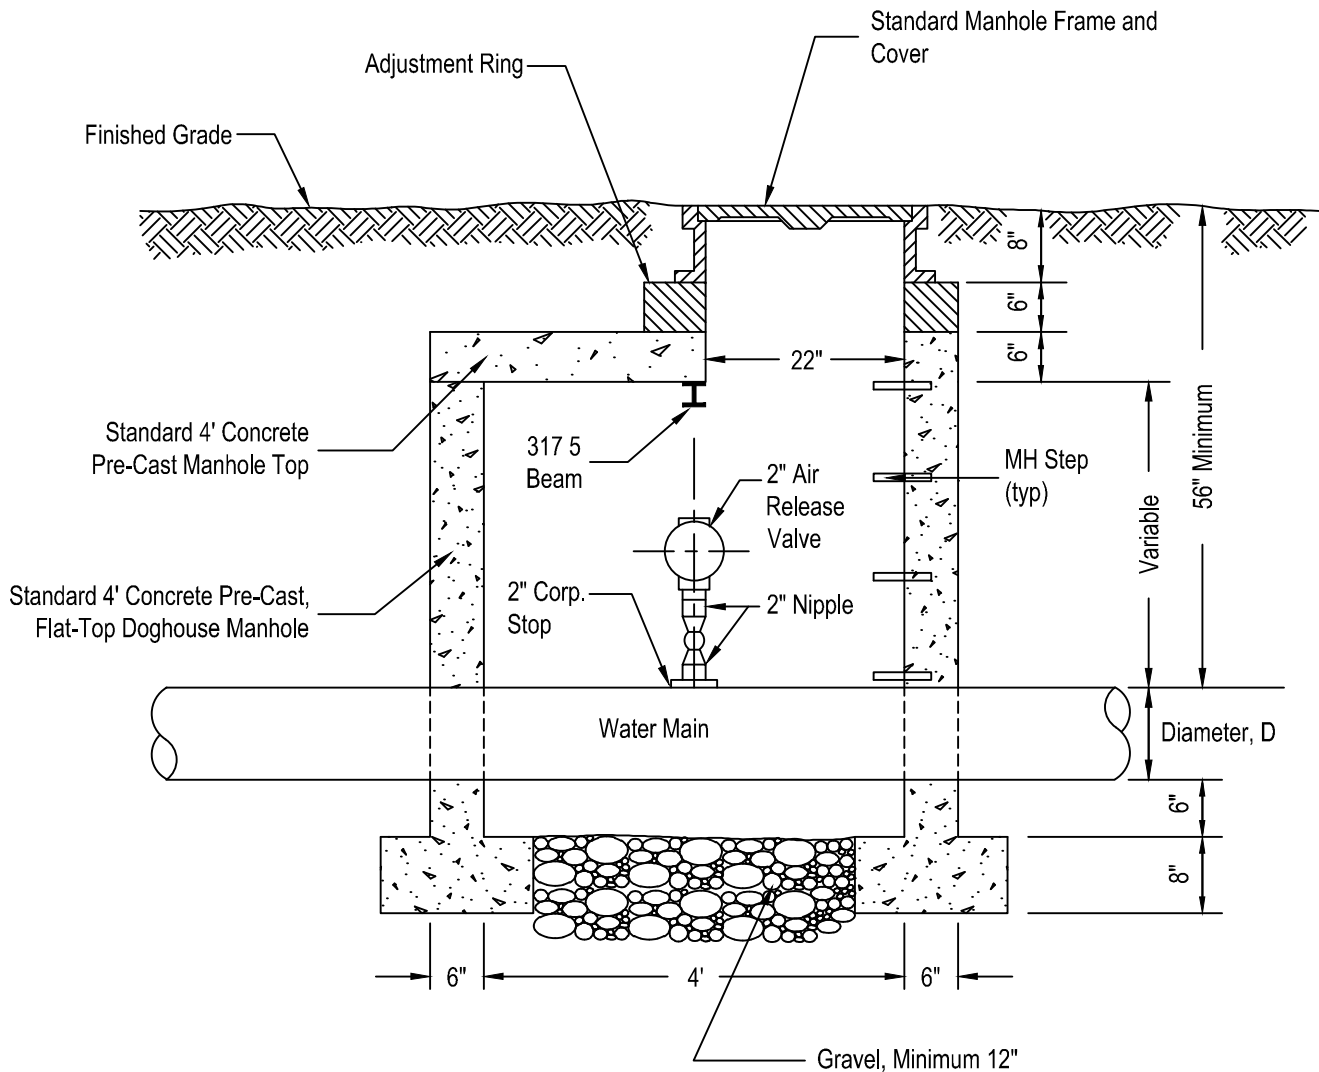 Standard Manhole Frame and
Cover
Adjustment Ring
Finished Grade
8"
6"
6"
22"
56" Minimum
Standard 4' Concrete
Pre-Cast Manhole Top
317 5
Beam
2" Air
Release
Valve
MH Step
(typ)
Variable
Standard 4' Concrete Pre-Cast,
Flat-Top Doghouse Manhole
2" Corp.
Stop
2" Nipple
Water Main
Diameter, D
6"
8"
6"
4'
6"
Gravel, Minimum 12"